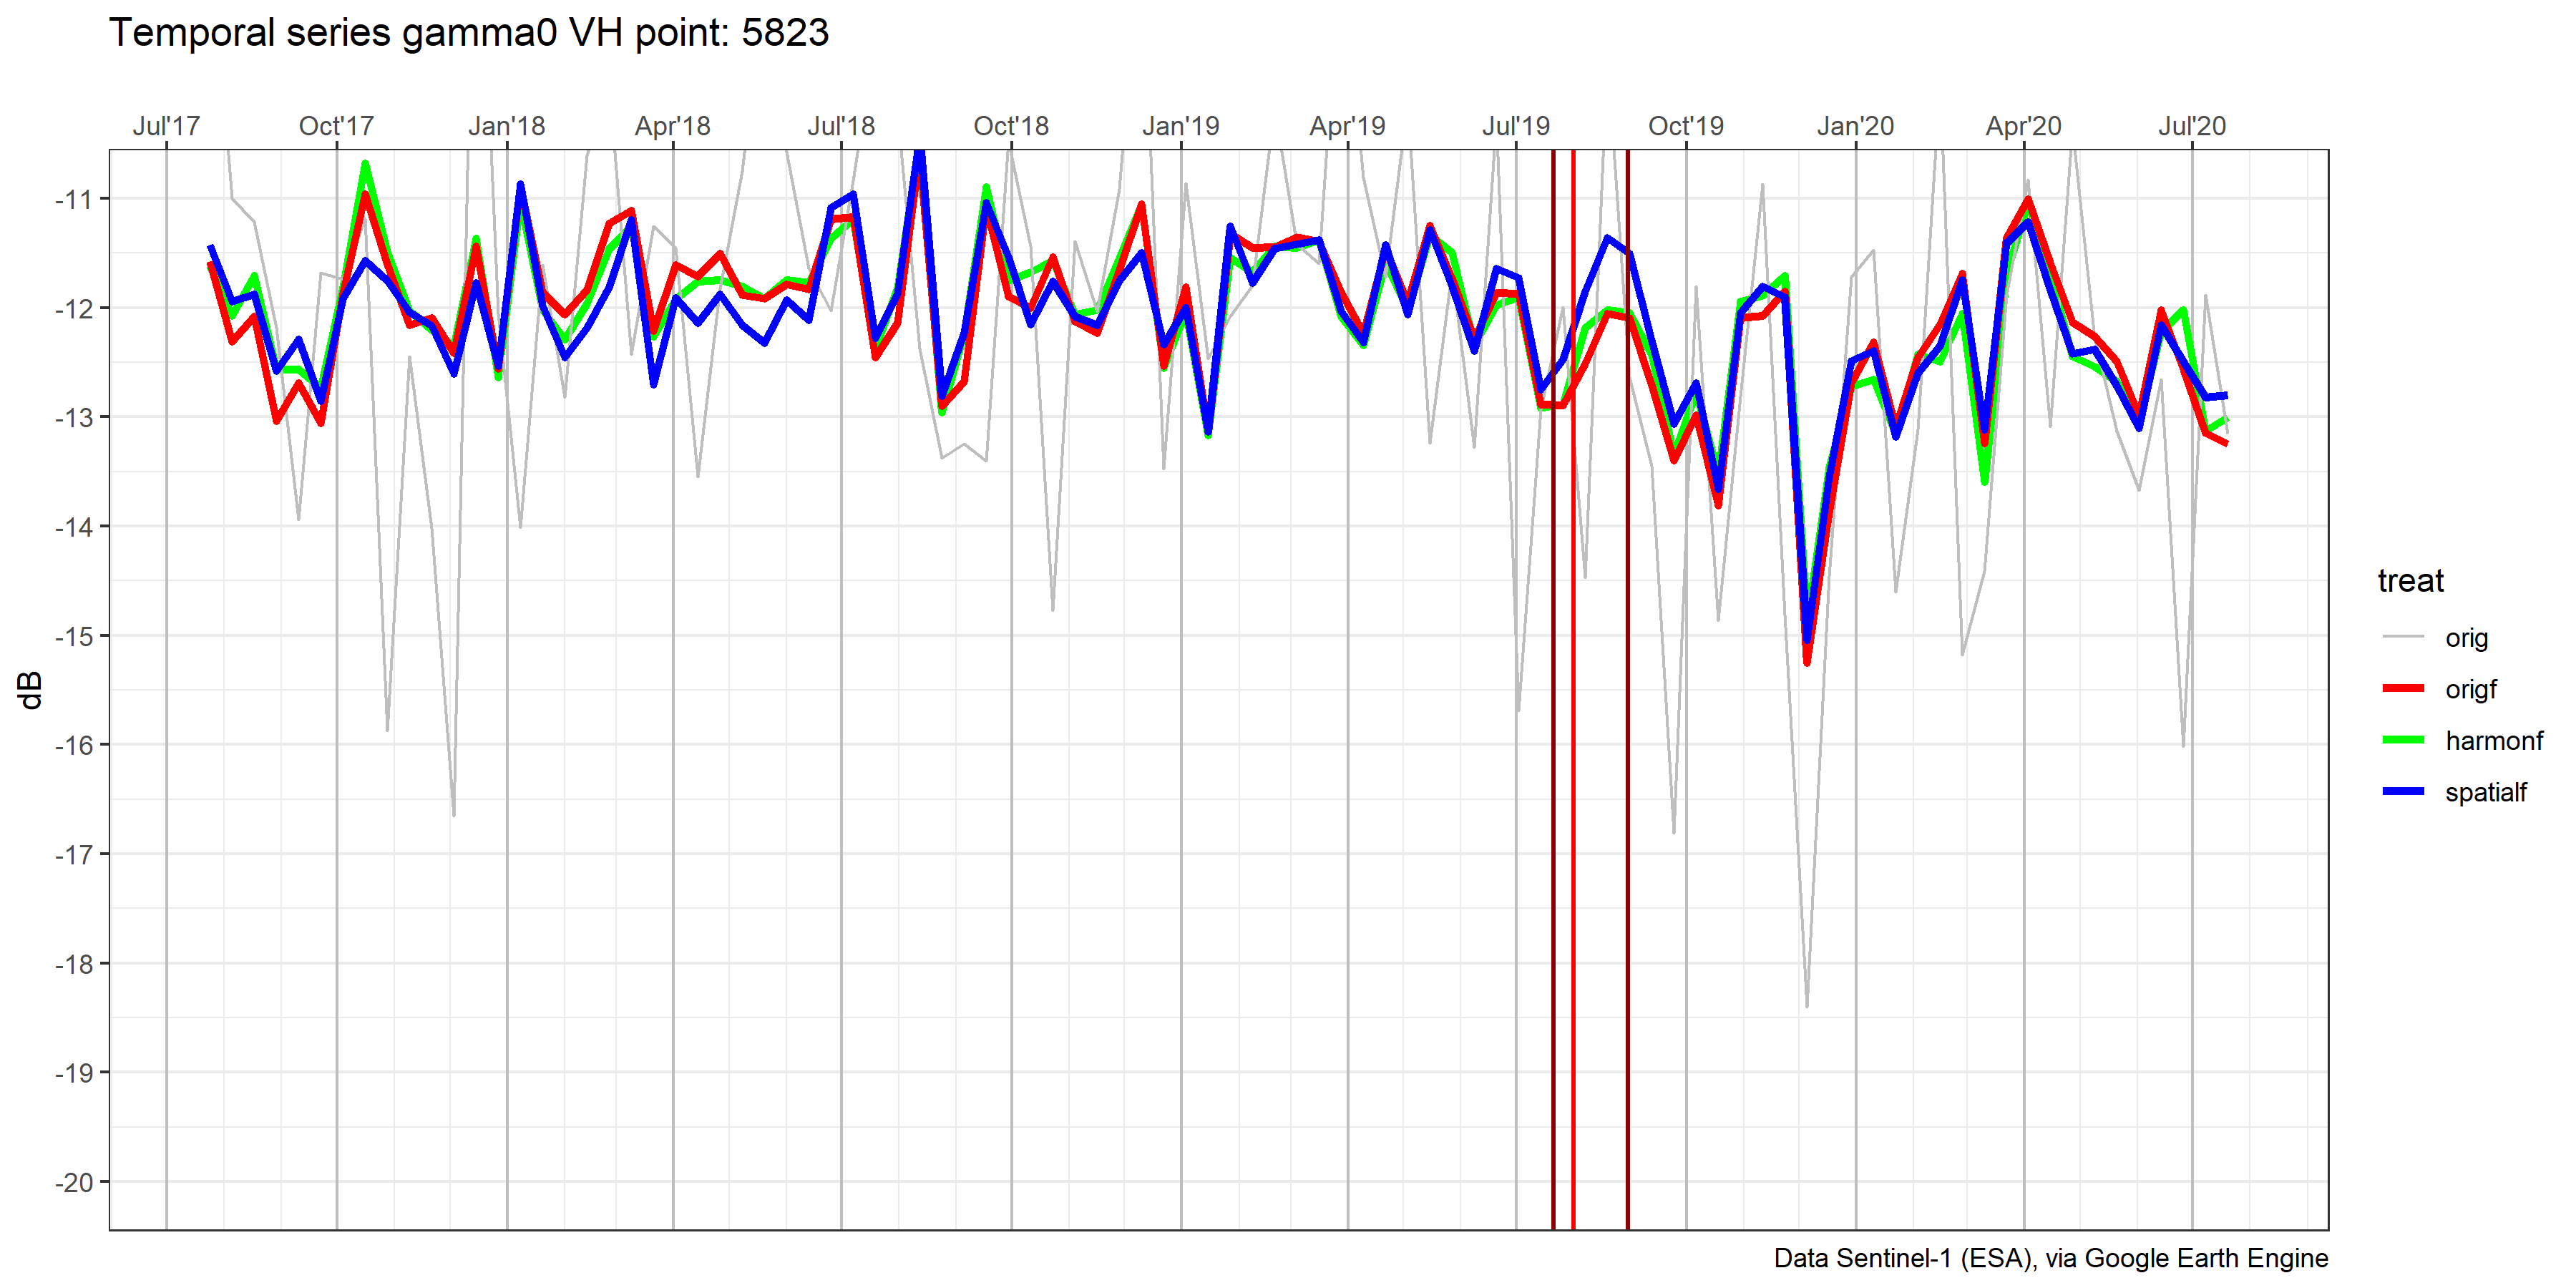 Temporal series gamma0 VH point: 5823
Jul'17 Oct'17 Jan'18 Apr'18 Jul'18 Oct'18 Jan'19 Apr'19 Jul'19 Oct'19 Jan'20 Apr'20 Jul'20
-11
-12
-13
-14
-15
-16
-17
-18
-19
-20
dB
treat
orig
origf
harmonf
spatialf
Data Sentinel-1 (ESA), via Google Earth Engine